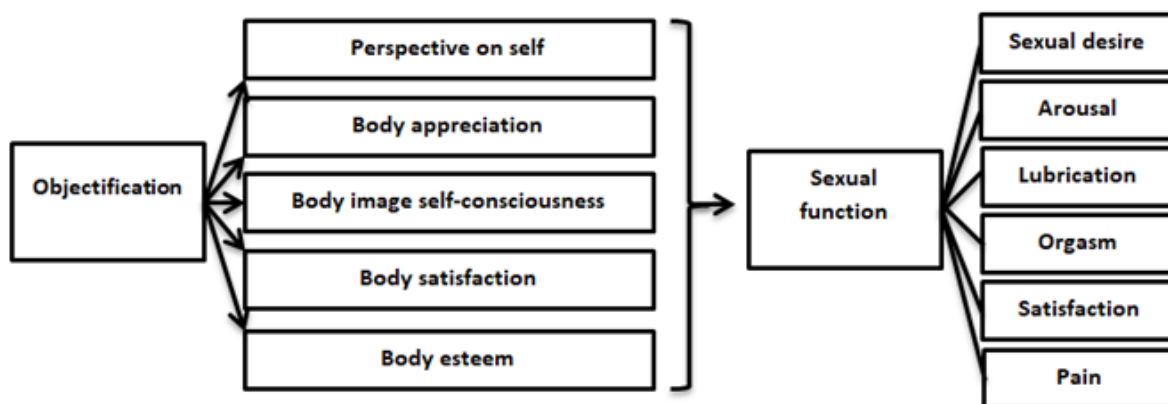 Objectification
Perspective on self
Body appreciation
Body image self-consciousness
Body satisfaction
Body esteem
Sexual
function
Sexual desire
Arousal
Lubrication
Orgasm
Satisfaction
Pain